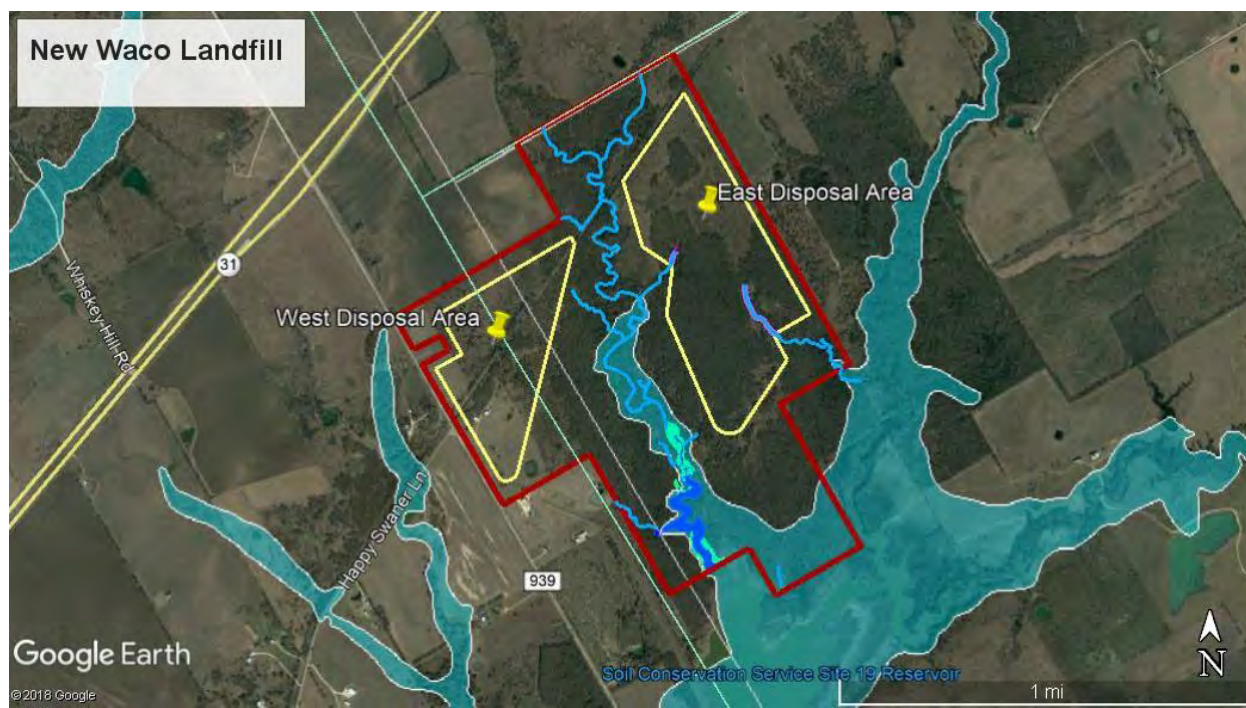 New Waco Landfill
31
East Disposal Area
Whiskey Hill Rd
West Disposal Area
Happy Swaner Ln
939
Google Earth
N
Soil Conservation Service Site 19 Reservoir
©2018 Google
1 mi